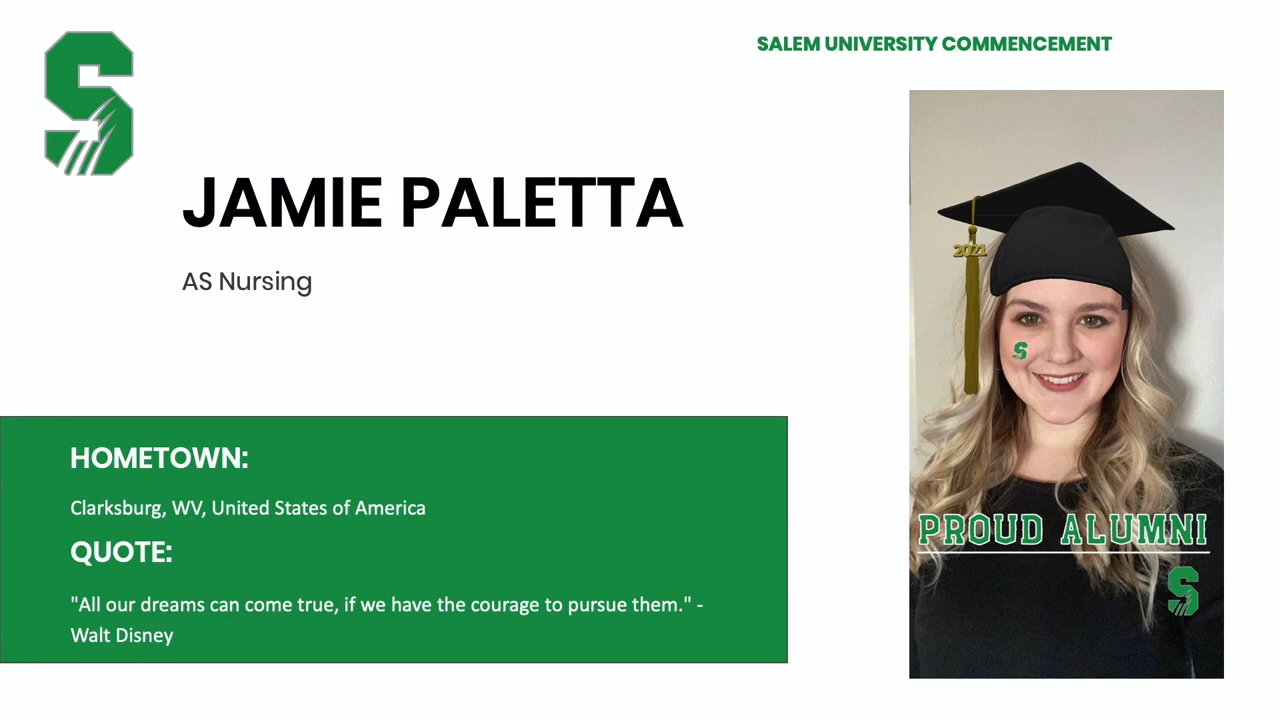 SALEM UNIVERSITY COMMENCEMENT
S
JAMIE PALETTA
AS Nursing
HOMETOWN:
Clarksburg, WV, United States of America
QUOTE:
"All our dreams can come true, if we have the courage to pursue them." -
Walt Disney
2021
S
PROUD ALUMNI
S